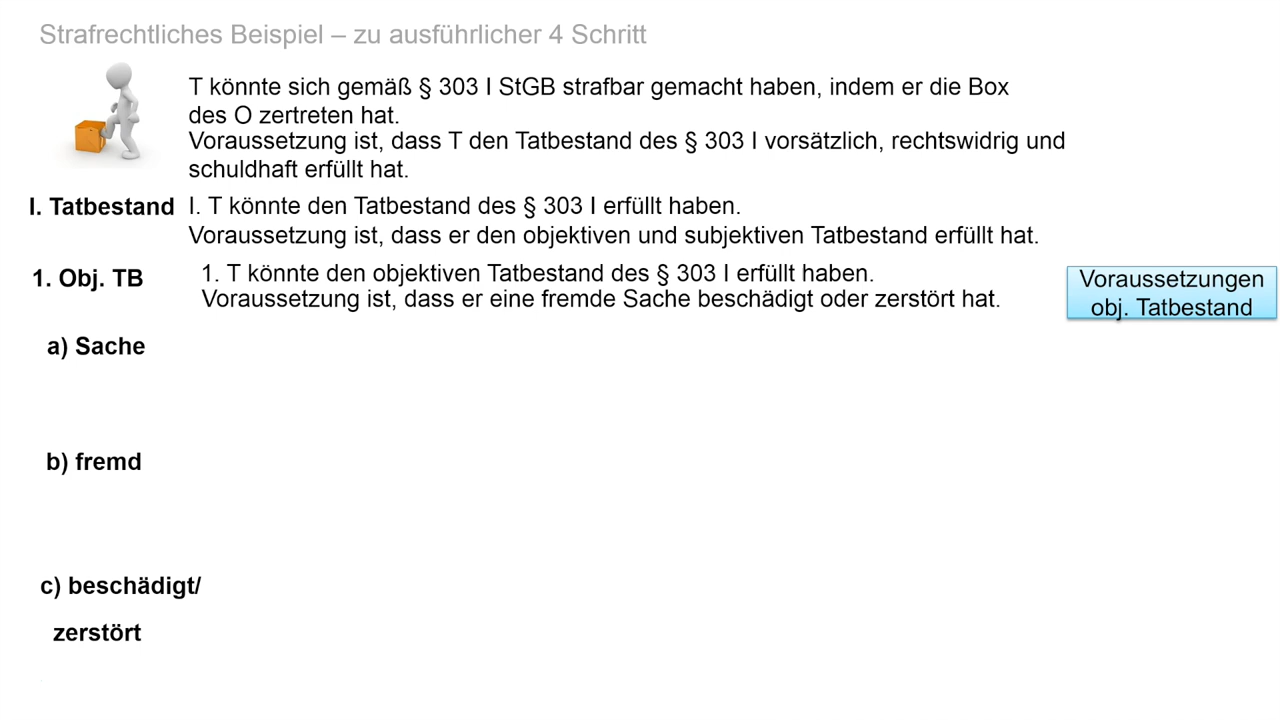 Strafrechtliches Beispiel – zu ausführlicher 4 Schritt
T könnte sich gemäß § 303 I StGB strafbar gemacht haben, indem er die Box
des O zertreten hat.
Voraussetzung ist, dass T den Tatbestand des § 303 I vorsätzlich, rechtswidrig und
schuldhaft erfüllt hat.
I. Tatbestand
I. T könnte den Tatbestand des § 303 I erfüllt haben.
Voraussetzung ist, dass er den objektiven und subjektiven Tatbestand erfüllt hat.
1. Obj. TB
1. T könnte den objektiven Tatbestand des § 303 I erfüllt haben.
Voraussetzung ist, dass er eine fremde Sache beschädigt oder zerstört hat.
Voraussetzungen
obj. Tatbestand
a) Sache
b) fremd
c) beschädigt/
zerstört